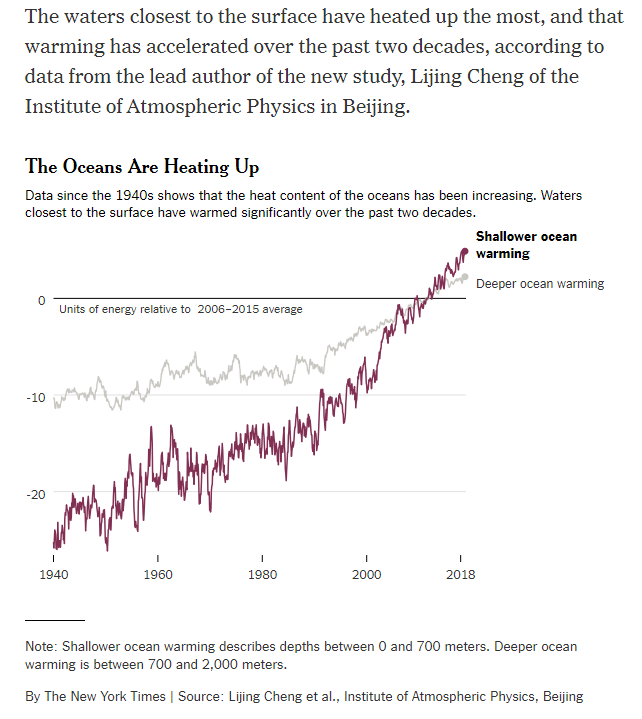 The waters closest to the surface have heated up the most, and that
warming has accelerated over the past two decades, according to
data from the lead author of the new study, Lijing Cheng of the
Institute of Atmospheric Physics in Beijing.
The Oceans Are Heating Up
Data since the 1940s shows that the heat content of the oceans has been increasing. Waters
closest to the surface have warmed significantly over the past two decades.
Shallower ocean
warming
Deeper ocean warming
0
Units of energy relative to 2006–2015 average
-10
-20
1940
1960
1980
2000
2018
Note: Shallower ocean warming describes depths between 0 and 700 meters. Deeper ocean
warming is between 700 and 2,000 meters.
By The New York Times | Source: Lijing Cheng et al., Institute of Atmospheric Physics, Beijing